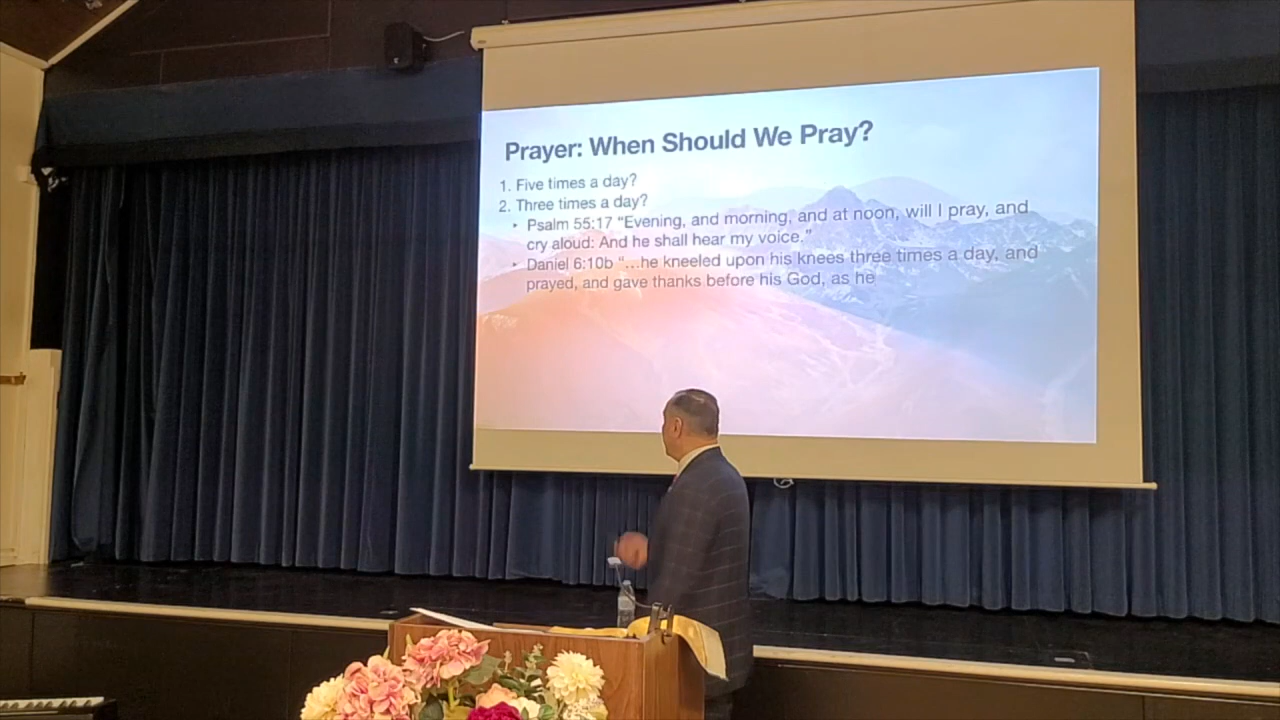 Prayer: When Should We Pray?
1. Five times a day?
2. Three times a day?
‣ Psalm 55:17 “Evening, and morning, and at noon, will I pray, and
cry aloud: And he shall hear my voice.”
‣ Daniel 6:10b “…he kneeled upon his knees three times a day, and
prayed, and gave thanks before his God, as he